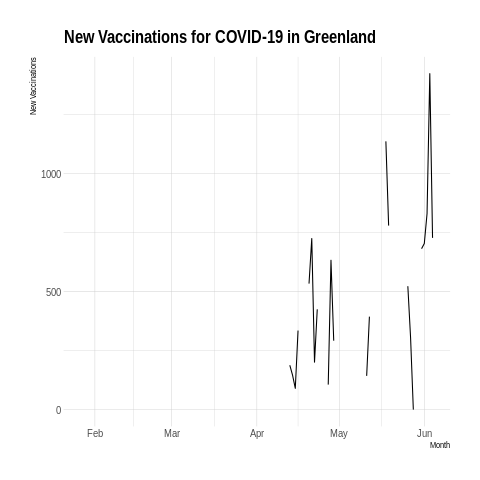 New Vaccinations for COVID-19 in Greenland
New Vaccinations
1000
500
0
Feb Mar Apr May Jun
Month